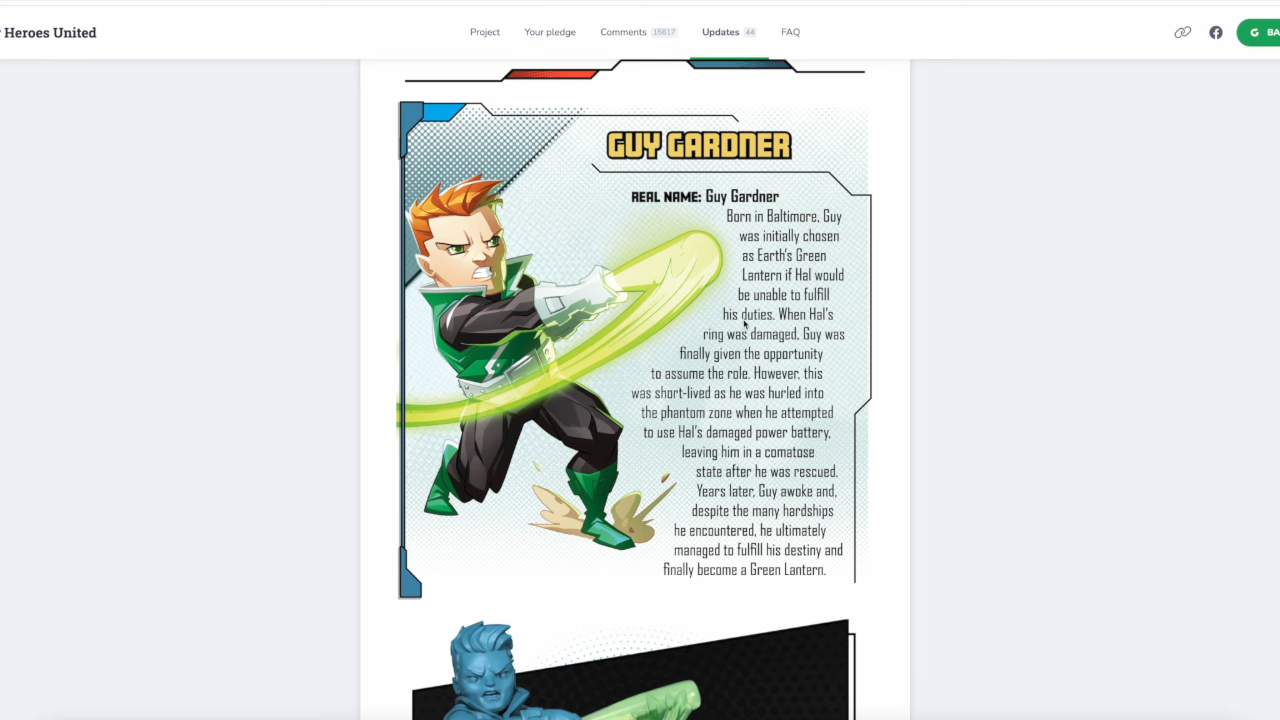 Heroes United
Project
Your pledge
Comments 15617
Updates 44
FAQ
BA
GUY GARDNER
REAL NAME: Guy Gardner
Born in Baltimore, Guy
was initially chosen
as Earth's Green
Lantern if Hal would
be unable to fulfill
his duties. When Hal's
ring was damaged, Guy was
finally given the opportunity
to assume the role. However, this
was short-lived as he was hurled into
the phantom zone when he attempted
to use Hal's damaged power battery,
leaving him in a comatose
state after he was rescued.
Years later, Guy awoke and,
despite the many hardships
he encountered, he ultimately
managed to fulfill his destiny and
finally become a Green Lantern.